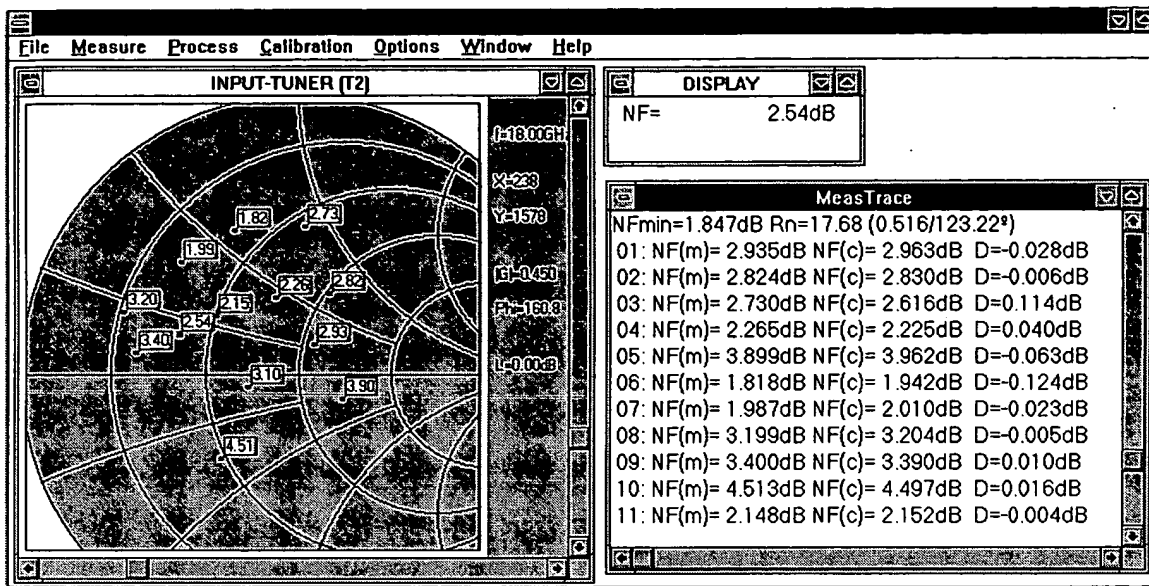 File Measure Process Calibration Options Window Help
INPUT-TUNER (T2)
f=18.00GH
X=238
Y=1578
|G|=0.450
Phi=160.8
L=0.00dB
1.82
2.73
1.99
2.26
2.82
3.20
2.15
2.54
3.40
2.93
3.10
3.90
4.51
DISPLAY
NF= 2.54dB
MeasTrace
NFmin=1.847dB Rn=17.68 (0.516/123.22º)
01: NF(m)= 2.935dB NF(c)= 2.963dB D=-0.028dB
02: NF(m)= 2.824dB NF(c)= 2.830dB D=-0.006dB
03: NF(m)= 2.730dB NF(c)= 2.616dB D=0.114dB
04: NF(m)= 2.265dB NF(c)= 2.225dB D=0.040dB
05: NF(m)= 3.899dB NF(c)= 3.962dB D=-0.063dB
06: NF(m)= 1.818dB NF(c)= 1.942dB D=-0.124dB
07: NF(m)= 1.987dB NF(c)= 2.010dB D=-0.023dB
08: NF(m)= 3.199dB NF(c)= 3.204dB D=-0.005dB
09: NF(m)= 3.400dB NF(c)= 3.390dB D=0.010dB
10: NF(m)= 4.513dB NF(c)= 4.497dB D=0.016dB
11: NF(m)= 2.148dB NF(c)= 2.152dB D=-0.004dB